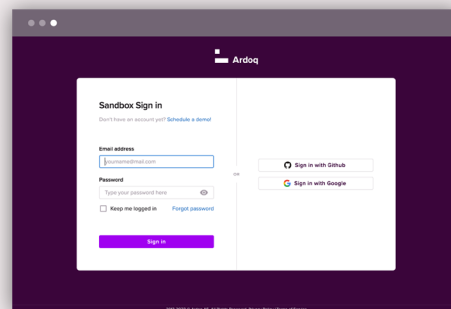 Ardoq
Sandbox Sign in
Don't have an account yet? Schedule a demo!
Email address
yourname@mail.com
Password
Type your password here
Keep me logged in Forgot password
Sign in
OR
Sign in with Github
Sign in with Google